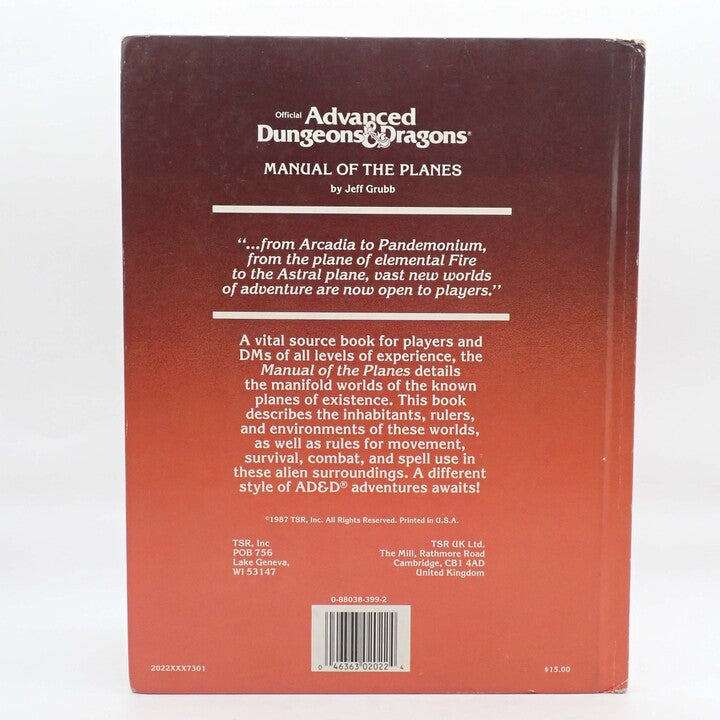 Official Advanced
Dungeons & Dragons®
MANUAL OF THE PLANES
by Jeff Grubb
“...from Arcadia to Pandemonium,
from the plane of elemental Fire
to the Astral plane, vast new worlds
of adventure are now open to players.”
A vital source book for players and
DMs of all levels of experience, the
Manual of the Planes details
the manifold worlds of the known
planes of existence. This book
describes the inhabitants, rulers,
and environments of these worlds,
as well as rules for movement,
survival, combat, and spell use in
these alien surroundings. A different
style of AD&D® adventures awaits!
©1987 TSR, Inc. All Rights Reserved. Printed in U.S.A.
TSR, Inc
POB 756
Lake Geneva,
WI 53147
TSR UK Ltd.
The Mill, Rathmore Road
Cambridge, CB1 4AD
United Kingdom
0-88038-399-2
0 46363 02022 4
2022XXX7301
$15.00